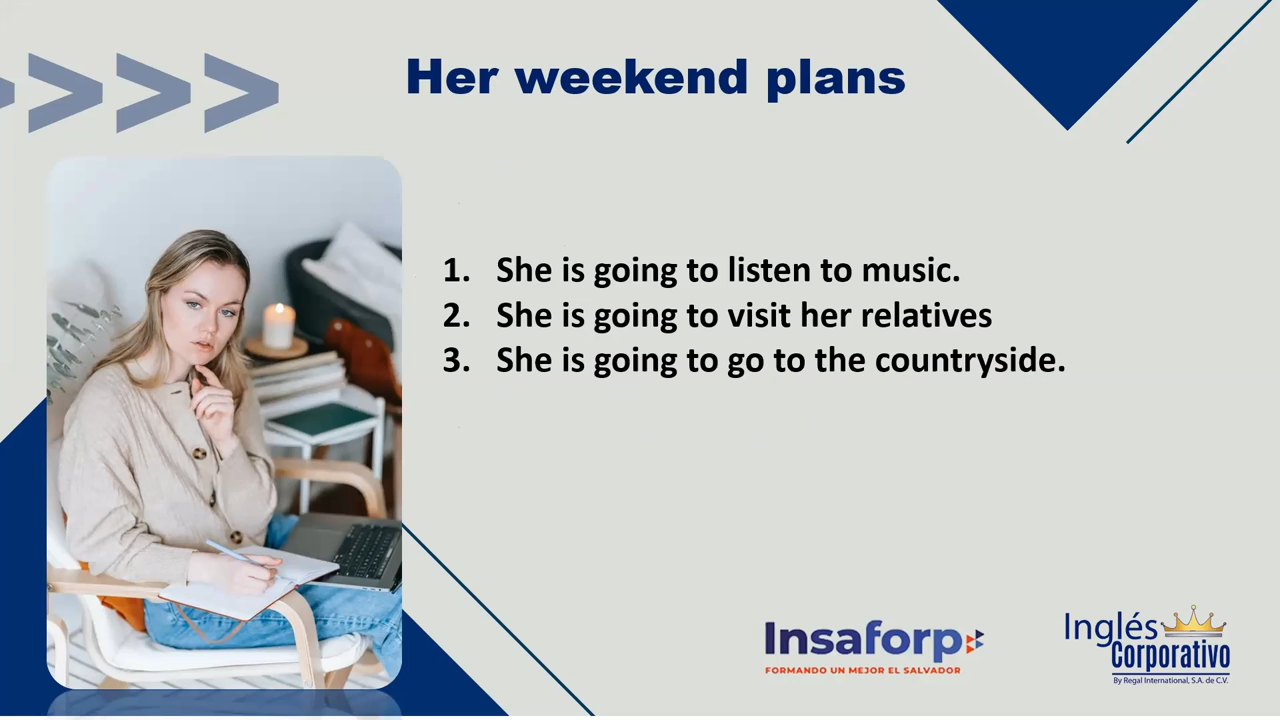 Her weekend plans
1. She is going to listen to music.
2. She is going to visit her relatives
3. She is going to go to the countryside.
Insaforp
FORMANDO UN MEJOR EL SALVADOR
Inglés
Corporativo
By Regal International, S.A. de C.V.